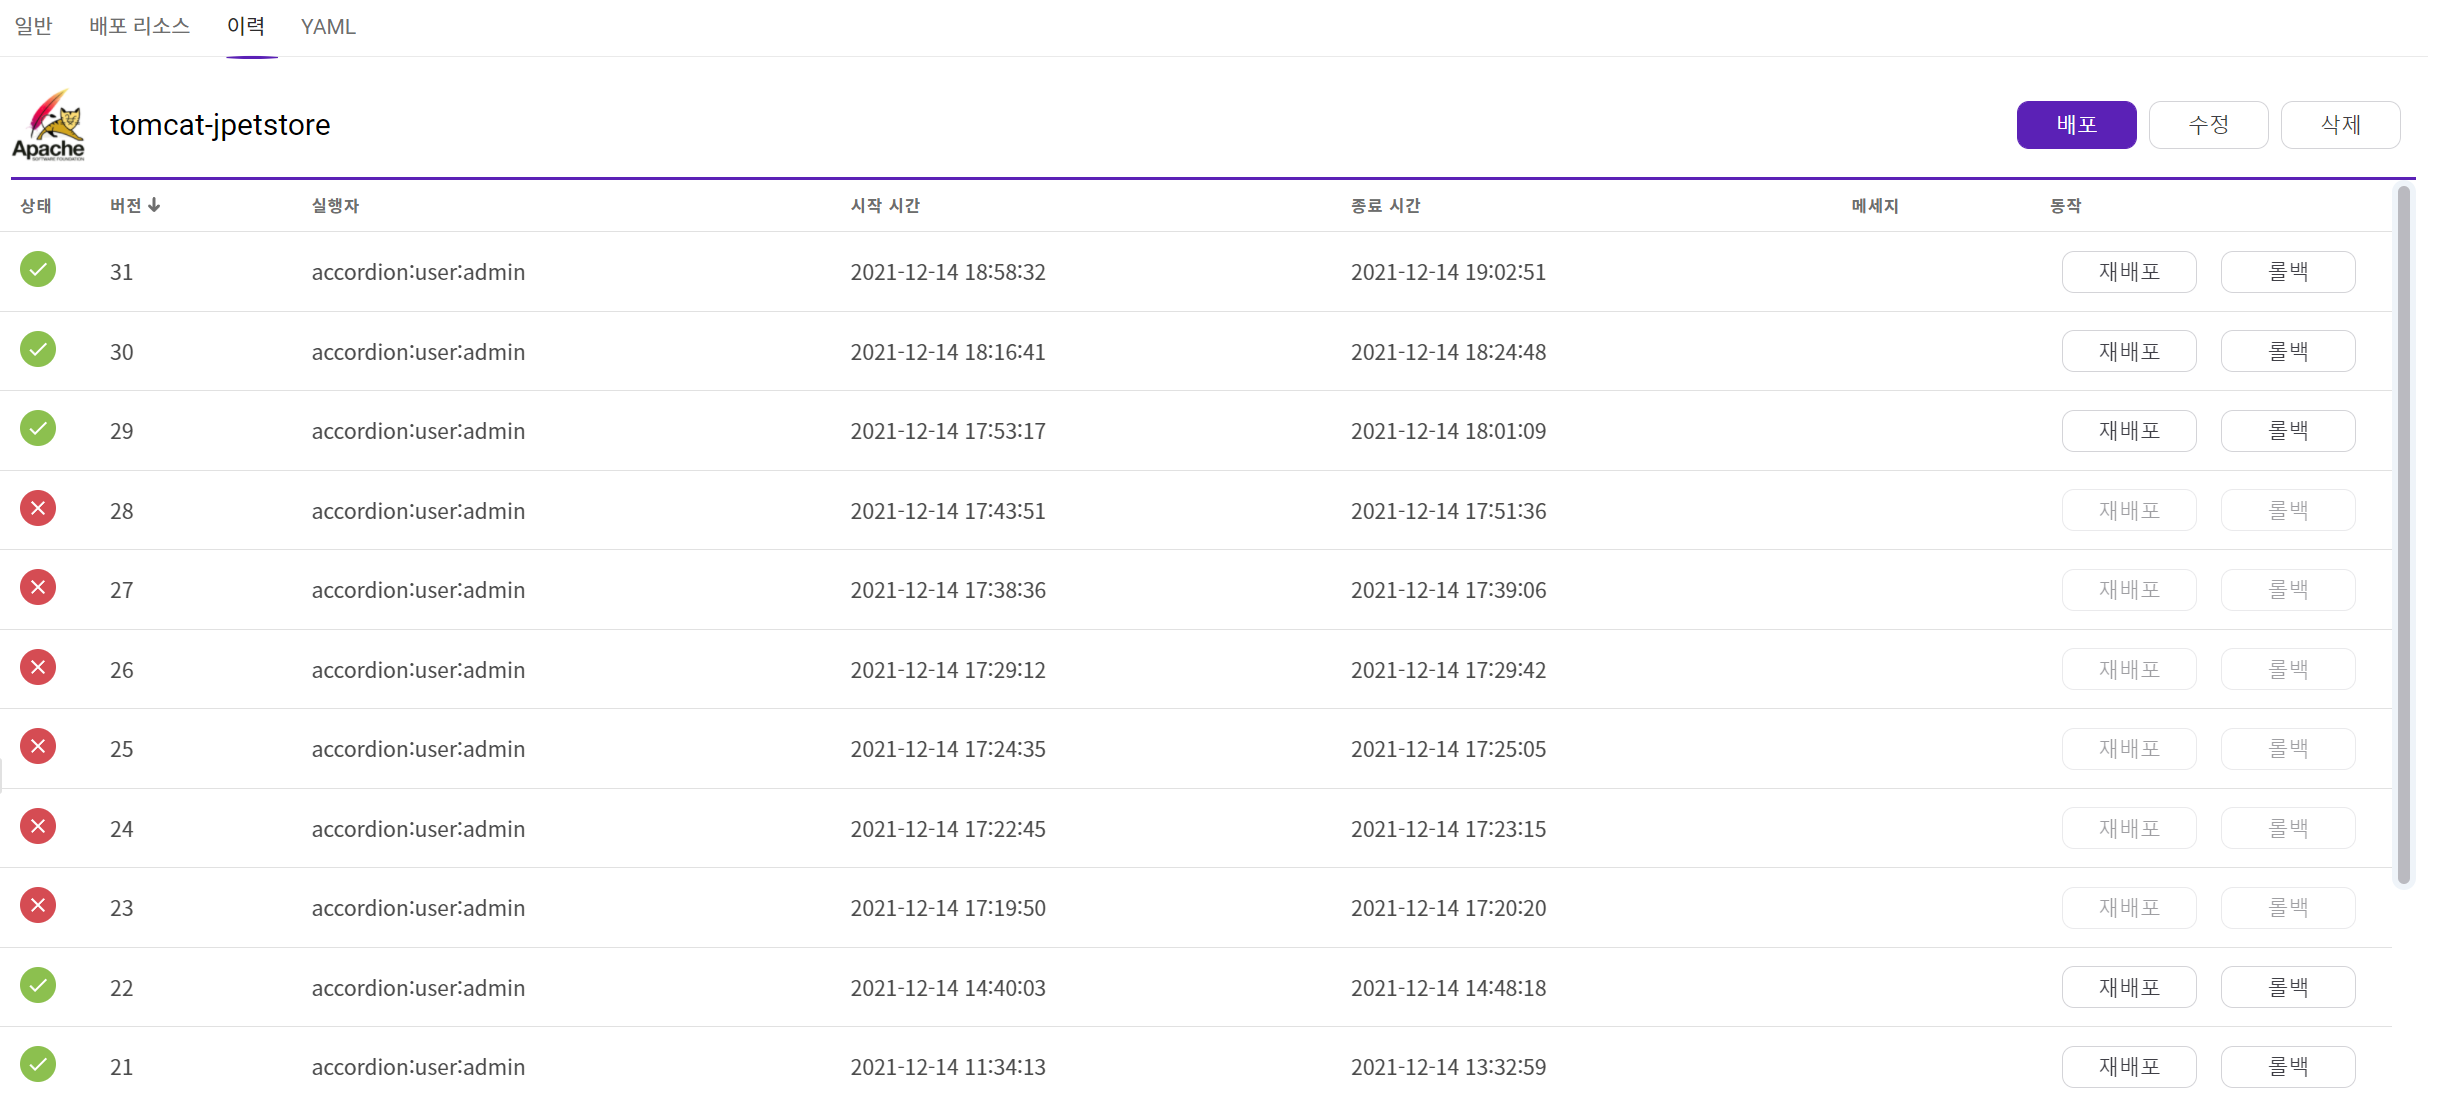 일반 배포 리소스 이력 YAML
Apache
SOFTWARE FOUNDATION
tomcat-jpetstore
배포 수정 삭제
상태 버전 실행자 시작 시간 종료 시간 메세지 동작
31 accordion:user:admin 2021-12-14 18:58:32 2021-12-14 19:02:51 재배포 롤백
30 accordion:user:admin 2021-12-14 18:16:41 2021-12-14 18:24:48 재배포 롤백
29 accordion:user:admin 2021-12-14 17:53:17 2021-12-14 18:01:09 재배포 롤백
28 accordion:user:admin 2021-12-14 17:43:51 2021-12-14 17:51:36 재배포 롤백
27 accordion:user:admin 2021-12-14 17:38:36 2021-12-14 17:39:06 재배포 롤백
26 accordion:user:admin 2021-12-14 17:29:12 2021-12-14 17:29:42 재배포 롤백
25 accordion:user:admin 2021-12-14 17:24:35 2021-12-14 17:25:05 재배포 롤백
24 accordion:user:admin 2021-12-14 17:22:45 2021-12-14 17:23:15 재배포 롤백
23 accordion:user:admin 2021-12-14 17:19:50 2021-12-14 17:20:20 재배포 롤백
22 accordion:user:admin 2021-12-14 14:40:03 2021-12-14 14:48:18 재배포 롤백
21 accordion:user:admin 2021-12-14 11:34:13 2021-12-14 13:32:59 재배포 롤백